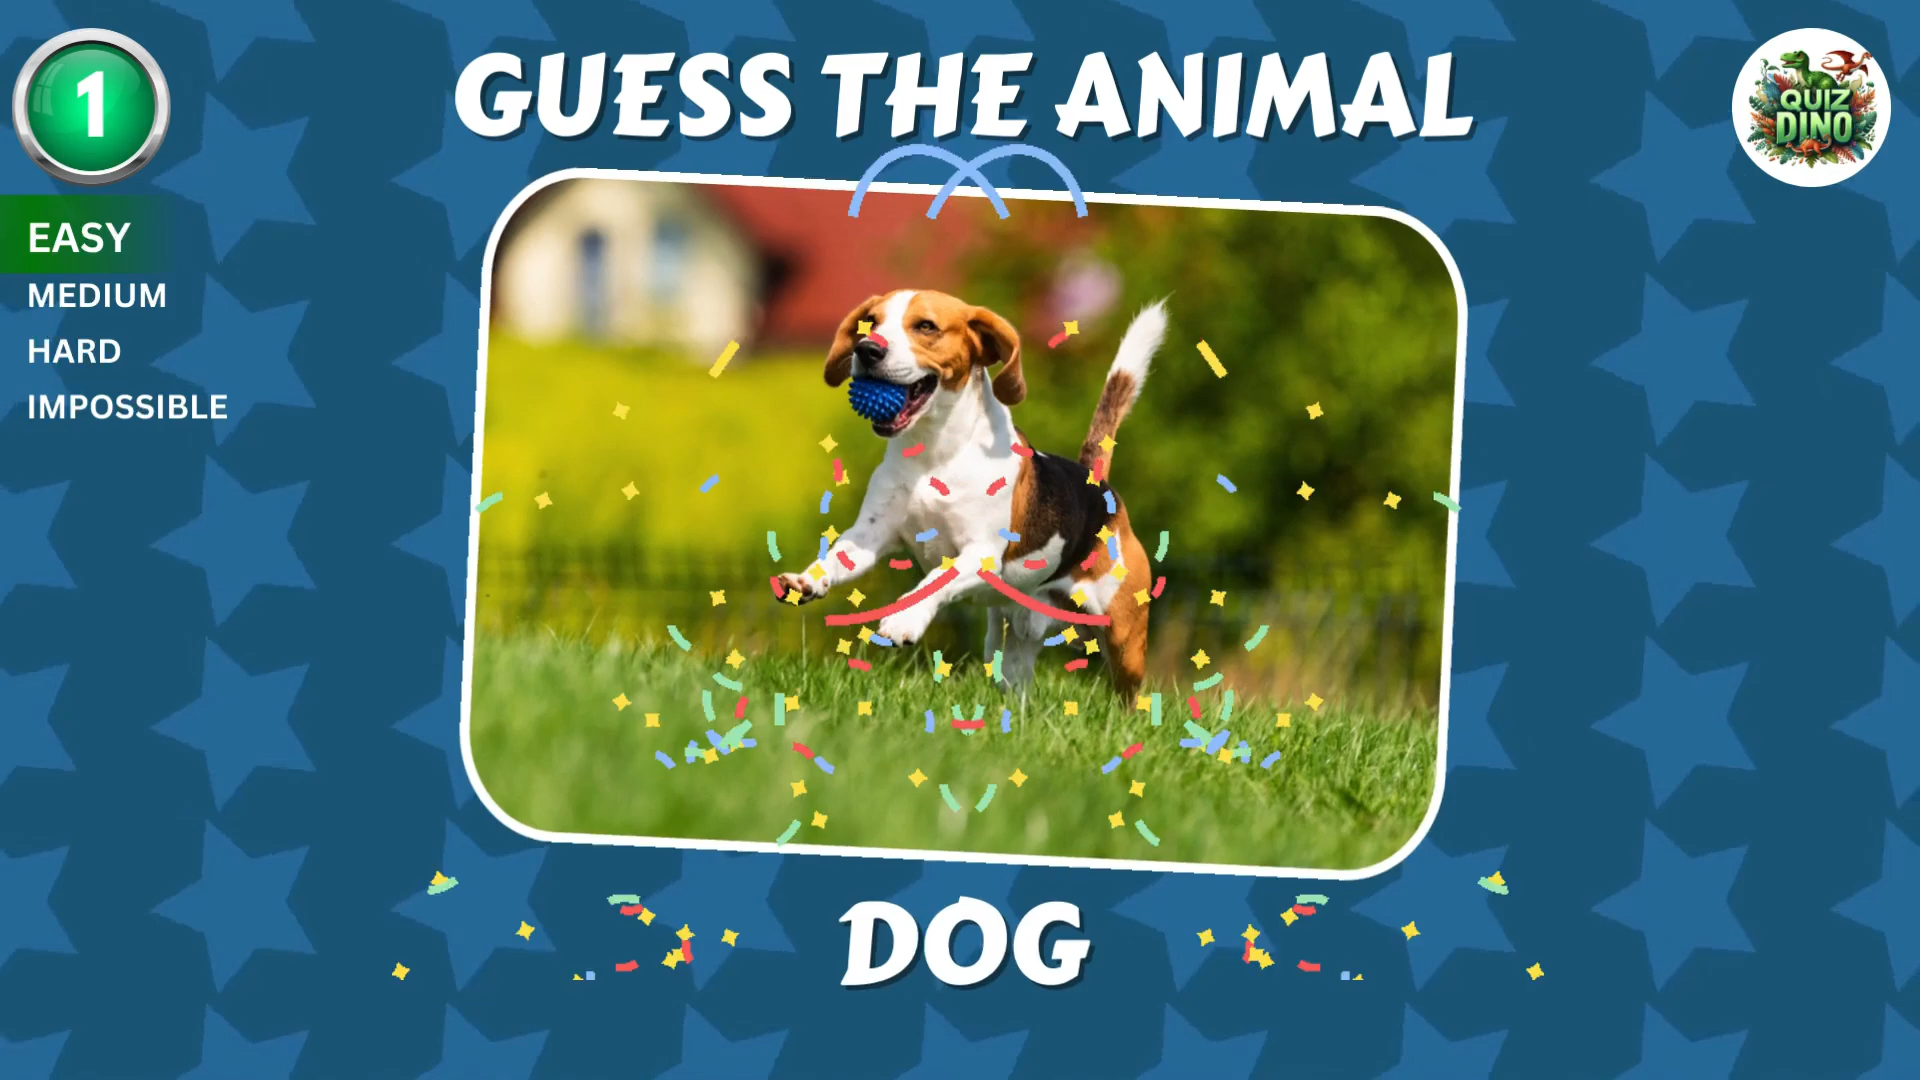 1
GUESS THE ANIMAL
QUIZ
DINO
EASY
MEDIUM
HARD
IMPOSSIBLE
DOG